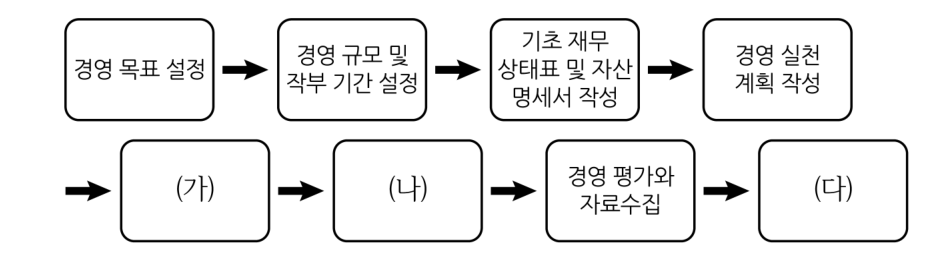 경영 목표 설정
경영 규모 및
작부 기간 설정
기초 재무
상태표 및 자산
명세서 작성
경영 실천
계획 작성
(가)
(나)
경영 평가와
자료수집
(다)